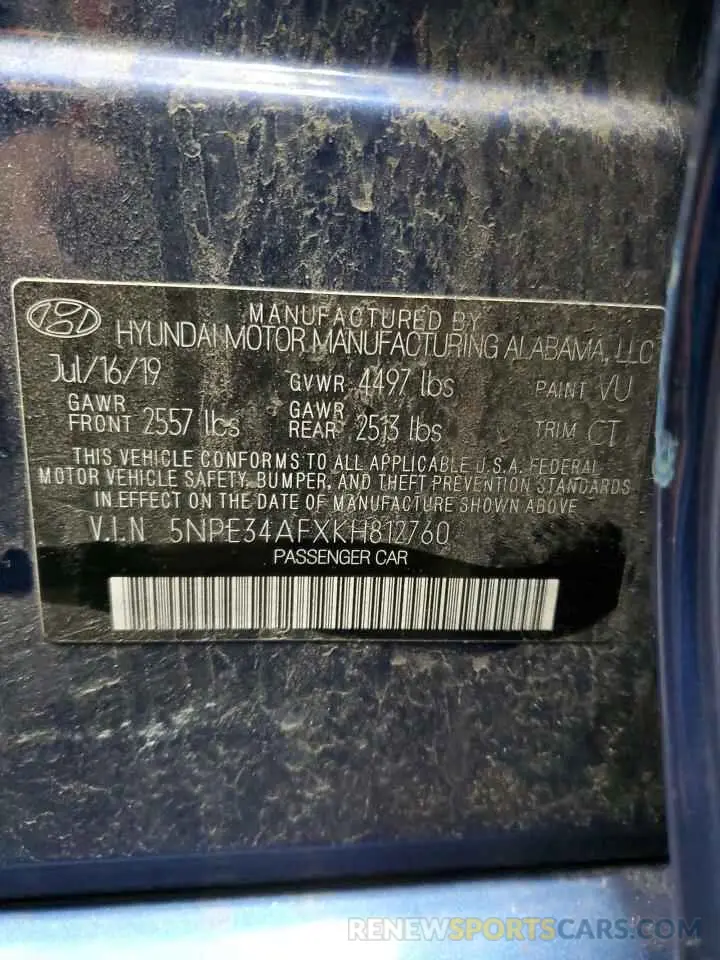 MANUFACTURED BY
HYUNDAI MOTOR MANUFACTURING ALABAMA, LLC
Jul/16/19 GVWR 4497 lbs PAINT VU
GAWR FRONT 2557 lbs GAWR REAR 2513 lbs TRIM CT
THIS VEHICLE CONFORMS TO ALL APPLICABLE U.S.A. FEDERAL
MOTOR VEHICLE SAFETY, BUMPER, AND THEFT PREVENTION STANDARDS
IN EFFECT ON THE DATE OF MANUFACTURE SHOWN ABOVE
V.I.N 5NPE34AFXKH812760
PASSENGER CAR
RENEWSPORTSCARS.COM